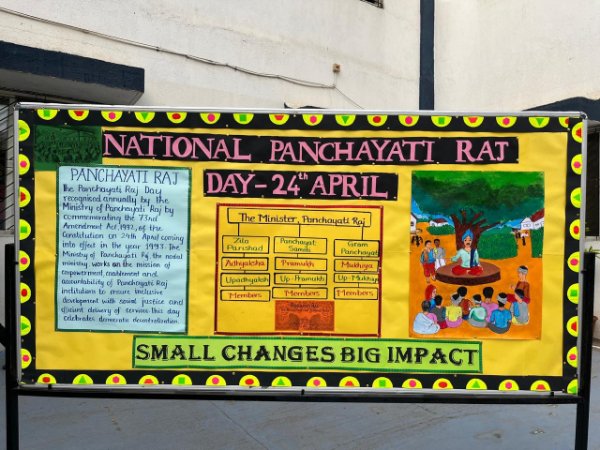 NATIONAL PANCHAYATI RAJ
DAY - 24th APRIL
PANCHAYATI RAJ
The Panchayati Raj Day
recognised annually by the
Ministry of Panchayati Raj by
commemorating the 73rd
Amendment Act, 1992, of the
Constitution on 24th April coming
into effect in the year 1993. The
Ministry of Panchayati Raj, the nodal
ministry, works on the mission of
empowerment, enablement and
accountability of Panchayati Raj
institutions to ensure inclusive
development with social justice and
efficient delivery of services this day
celebrates democratic decentralization.
The Minister, Panchayati Raj
Zila Parishad
Panchayat Samiti
Gram Panchayat
Adhyaksha Pramukh Mukhiya
Upadhyaksh Up-Pramukh Up-Mukhiya
Members Members Members
SMALL CHANGES BIG IMPACT